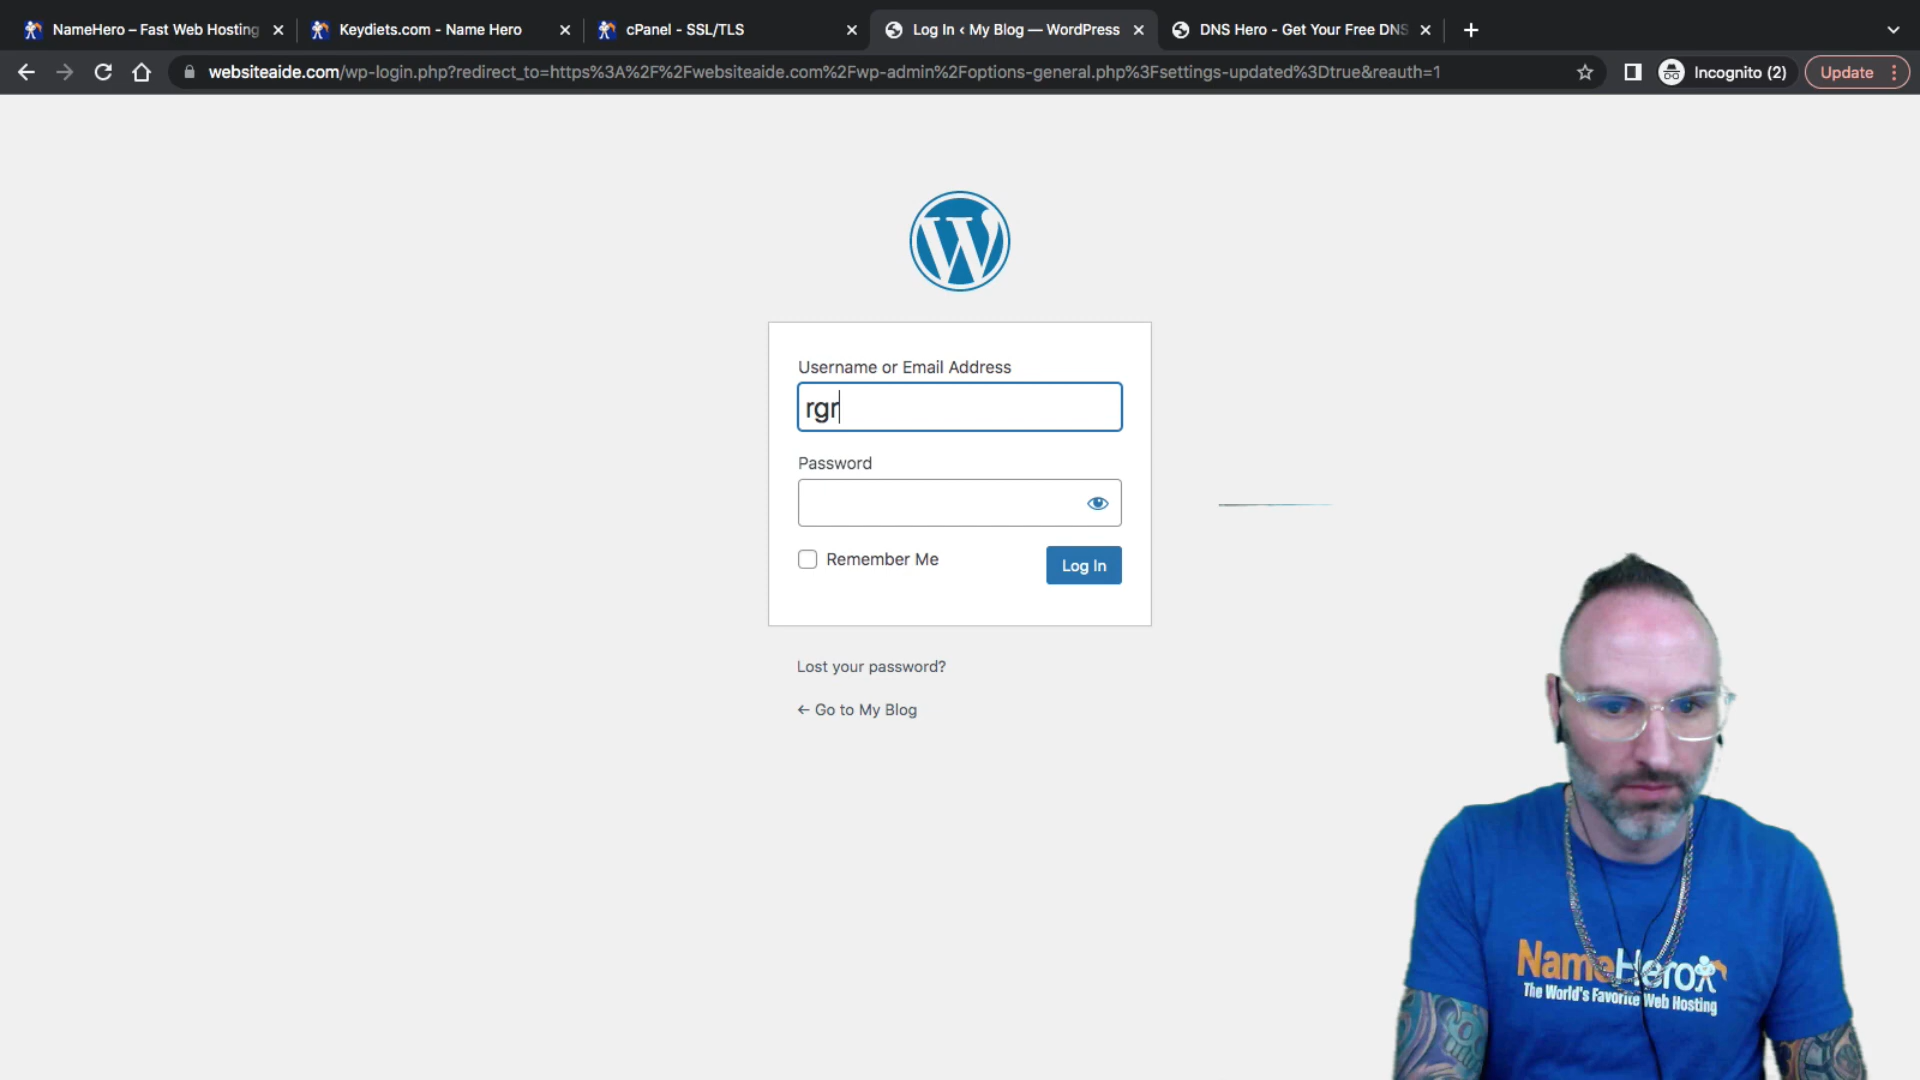 NameHero – Fast Web Hosting
Keydiets.com - Name Hero
cPanel - SSL/TLS
Log In ‹ My Blog — WordPress
DNS Hero - Get Your Free DNS
websiteaide.com/wp-login.php?redirect_to=https%3A%2F%2Fwebsiteaide.com%2Fwp-admin%2Foptions-general.php%3Fsettings-updated%3Dtrue&reauth=1
Incognito (2)
Update
Username or Email Address
rgr
Password
Remember Me
Log In
Lost your password?
← Go to My Blog
NameHero
The World's Favorite Web Hosting